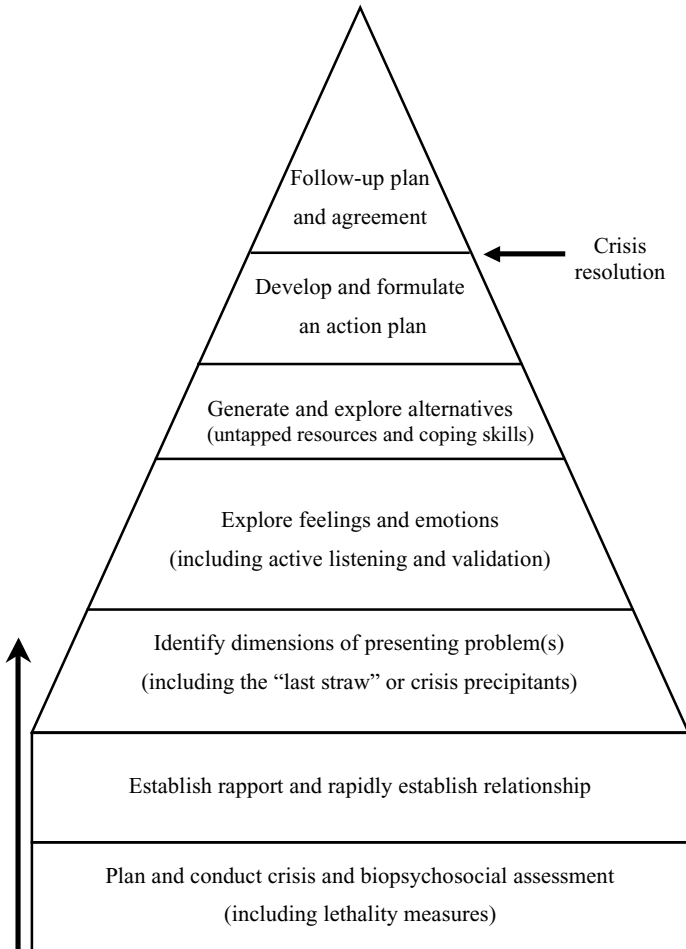 Follow-up plan
and agreement
Crisis
resolution
Develop and formulate
an action plan
Generate and explore alternatives
(untapped resources and coping skills)
Explore feelings and emotions
(including active listening and validation)
Identify dimensions of presenting problem(s)
(including the “last straw” or crisis precipitants)
Establish rapport and rapidly establish relationship
Plan and conduct crisis and biopsychosocial assessment
(including lethality measures)